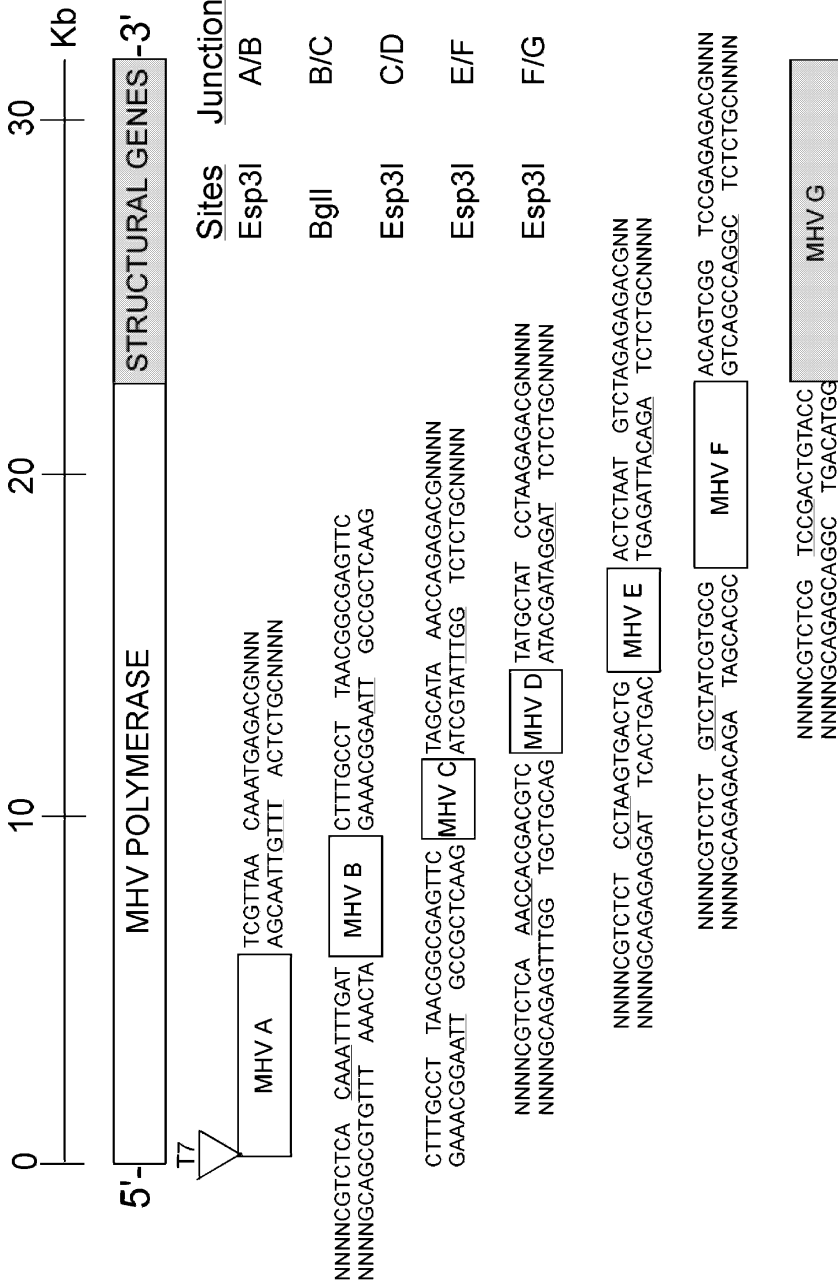 0 10 20 30 Kb
5'- MHV POLYMERASE STRUCTURAL GENES -3'
T7
Sites Junction
Esp3I A/B
BglI B/C
Esp3I C/D
Esp3I E/F
Esp3I F/G
MHV A
TCGTTAA CAAATGAGACGNNN
AGCAATTGTTT ACTCTGCNNNN
NNNNCGTCTCA CAAATTTGAT
NNNNGCAGCGTGTTT AAACTA
MHV B
CTTTGCCT TAACGGCGAGTTC
GAAACGGAATT GCCGCTCAAG
CTTTGCCT TAACGGCGAGTTC
GAAACGGAATT GCCGCTCAAG
MHV C
TAGCATA AACCAGAGACGNNNN
ATCGTATTTGG TCTCTGCNNNN
NNNNCGTCTCA AACCACGACGTC
NNNNGCAGAGTTTGG TGCTGCAG
MHV D
TATGCTAT CCTAAGAGACGNNNN
ATACGATAGGAT TCTCTGCNNNN
NNNNCGTCTCT CCTAAGTGACTG
NNNNGCAGAGAGGAT TCACTGAC
MHV E
ACTCTAAT GTCTAGAGAGACGNN
TGAGATTACAGA TCTCTGCNNNN
NNNNCGTCTCT GTCTATCGTGCG
NNNNGCAGAGACAGA TAGCACGC
MHV F
ACAGTCGG TCCGAGAGACGNNN
GTCAGCCAGGC TCTCTGCNNNN
NNNNCGTCTCG TCCGACTGTACC
NNNNGCAGAGCAGGC TGACATGG
MHV G